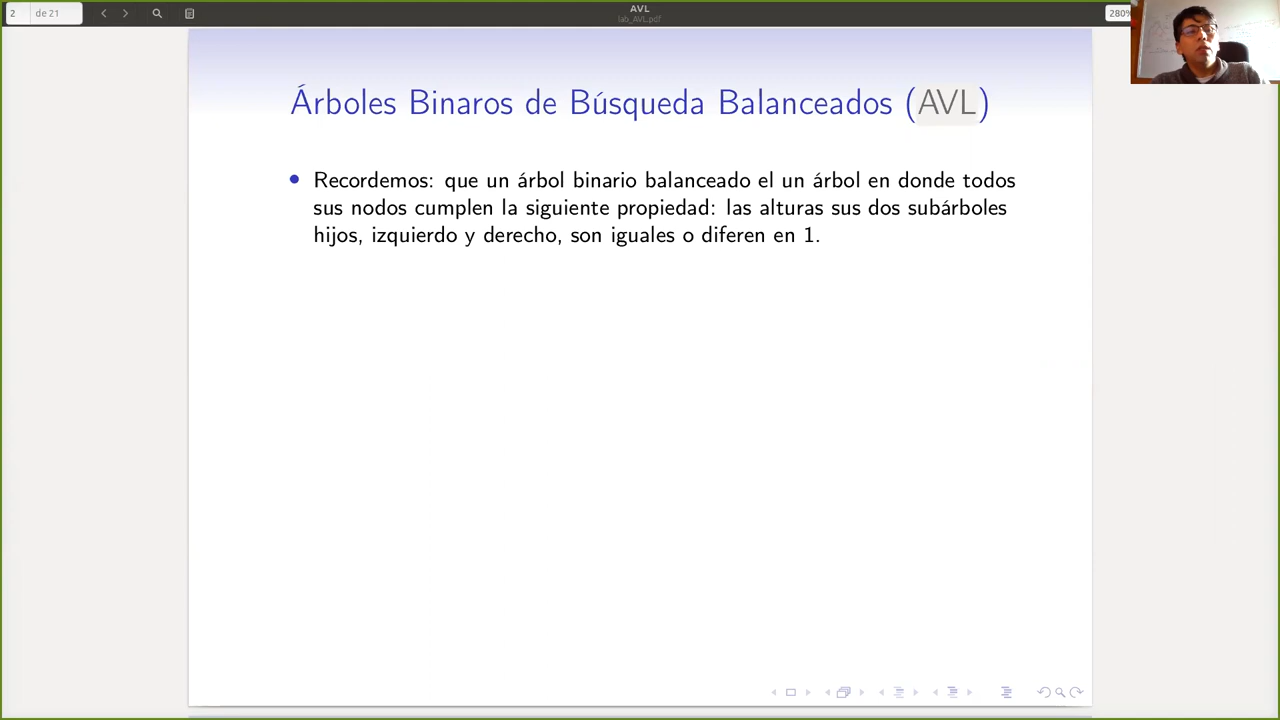 2 de 21
AVL
lab_AVL.pdf
280%
Árboles Binaros de Búsqueda Balanceados (AVL)
Recordemos: que un árbol binario balanceado el un árbol en donde todos
sus nodos cumplen la siguiente propiedad: las alturas sus dos subárboles
hijos, izquierdo y derecho, son iguales o diferen en 1.